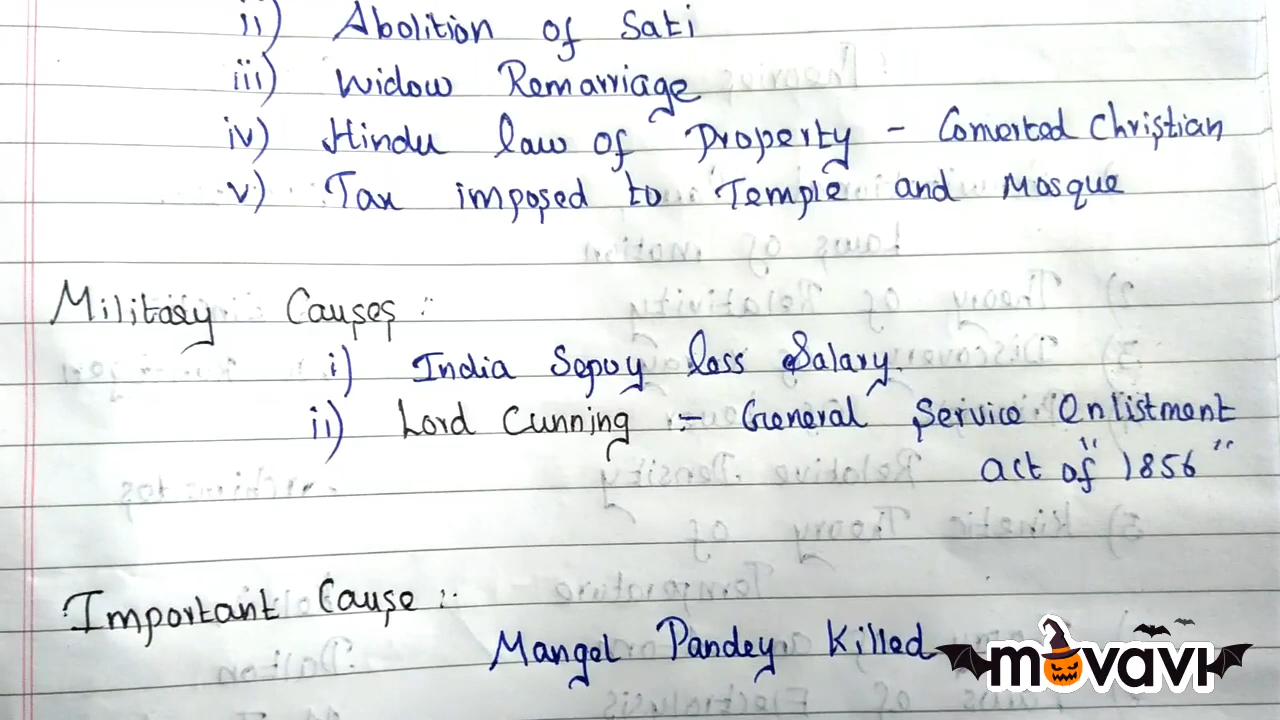 ii) Abolition of Sati
iii) Widow Remarriage
iv) Hindu law of Property - Converted Christian
v) Tax imposed to Temple and Mosque
Military Causes :
i) India Sepoy less Salary.
ii) Lord Cunning :- General Service Enlistment
act of "1856"
Important Cause :
Mangel Pandey Killed
movavi